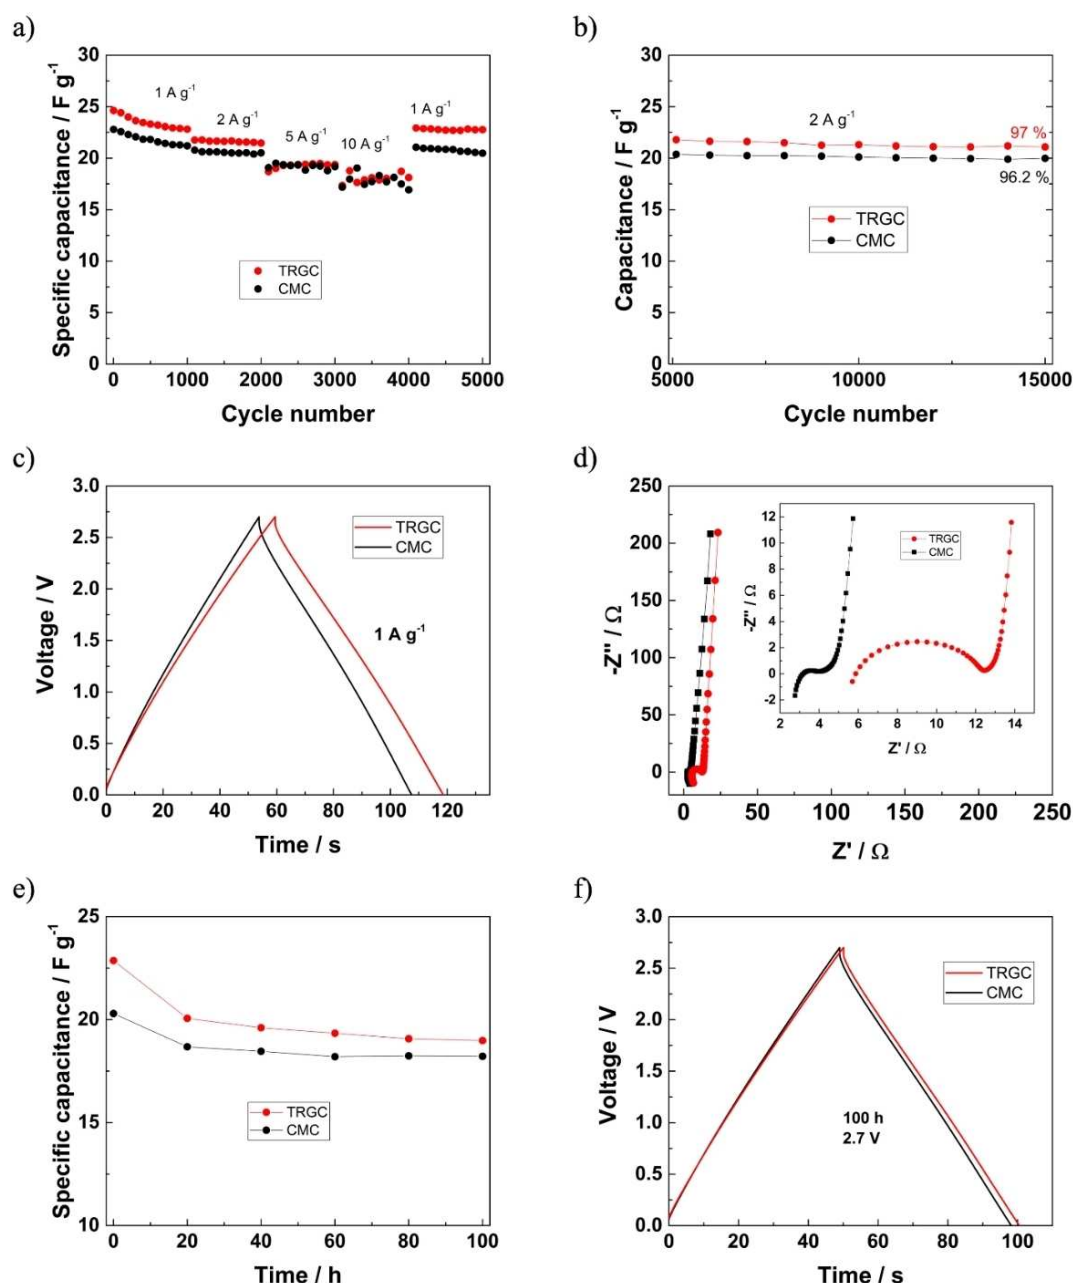 a)
Specific capacitance / F g⁻¹
30
25
20
15
10
5
0
1 A g⁻¹
2 A g⁻¹
5 A g⁻¹
10 A g⁻¹
1 A g⁻¹
TRGC
CMC
0 1000 2000 3000 4000 5000
Cycle number
b)
Capacitance / F g⁻¹
30
25
20
15
10
5
0
2 A g⁻¹
97 %
96.2 %
TRGC
CMC
5000 10000 15000
Cycle number
c)
Voltage / V
3.0
2.5
2.0
1.5
1.0
0.5
0.0
TRGC
CMC
1 A g⁻¹
0 20 40 60 80 100 120
Time / s
d)
-Z'' / Ω
250
200
150
100
50
0
-Z'' / Ω
12
10
8
6
4
2
0
-2
TRGC
CMC
2 4 6 8 10 12 14
Z' / Ω
0 25 50 75 100 125 150 175 200 225 250
Z' / Ω
e)
Specific capacitance / F g⁻¹
25
20
15
10
TRGC
CMC
0 20 40 60 80 100
Time / h
f)
Voltage / V
3.0
2.5
2.0
1.5
1.0
0.5
0.0
TRGC
CMC
100 h
2.7 V
0 20 40 60 80 100
Time / s